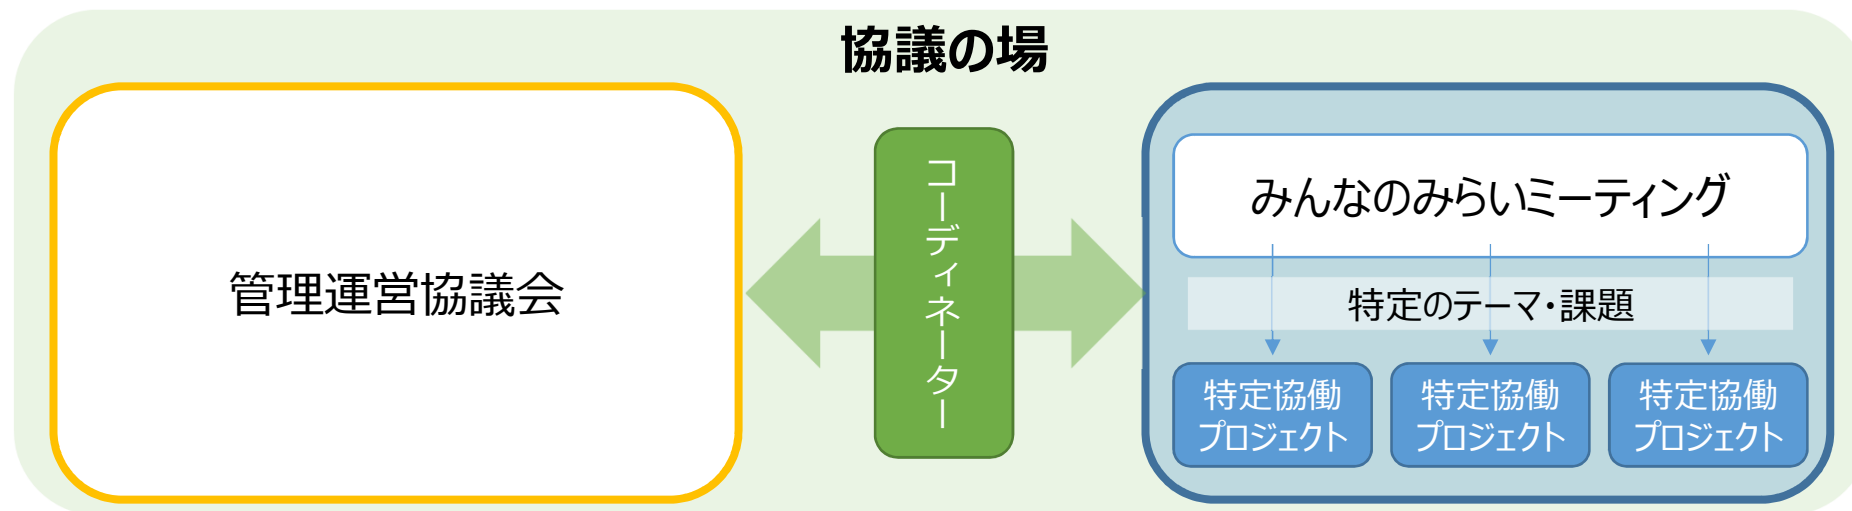 協議の場
管理運営協議会
コーディネーター
みんなのみらいミーティング
特定のテーマ・課題
特定協働
プロジェクト
特定協働
プロジェクト
特定協働
プロジェクト